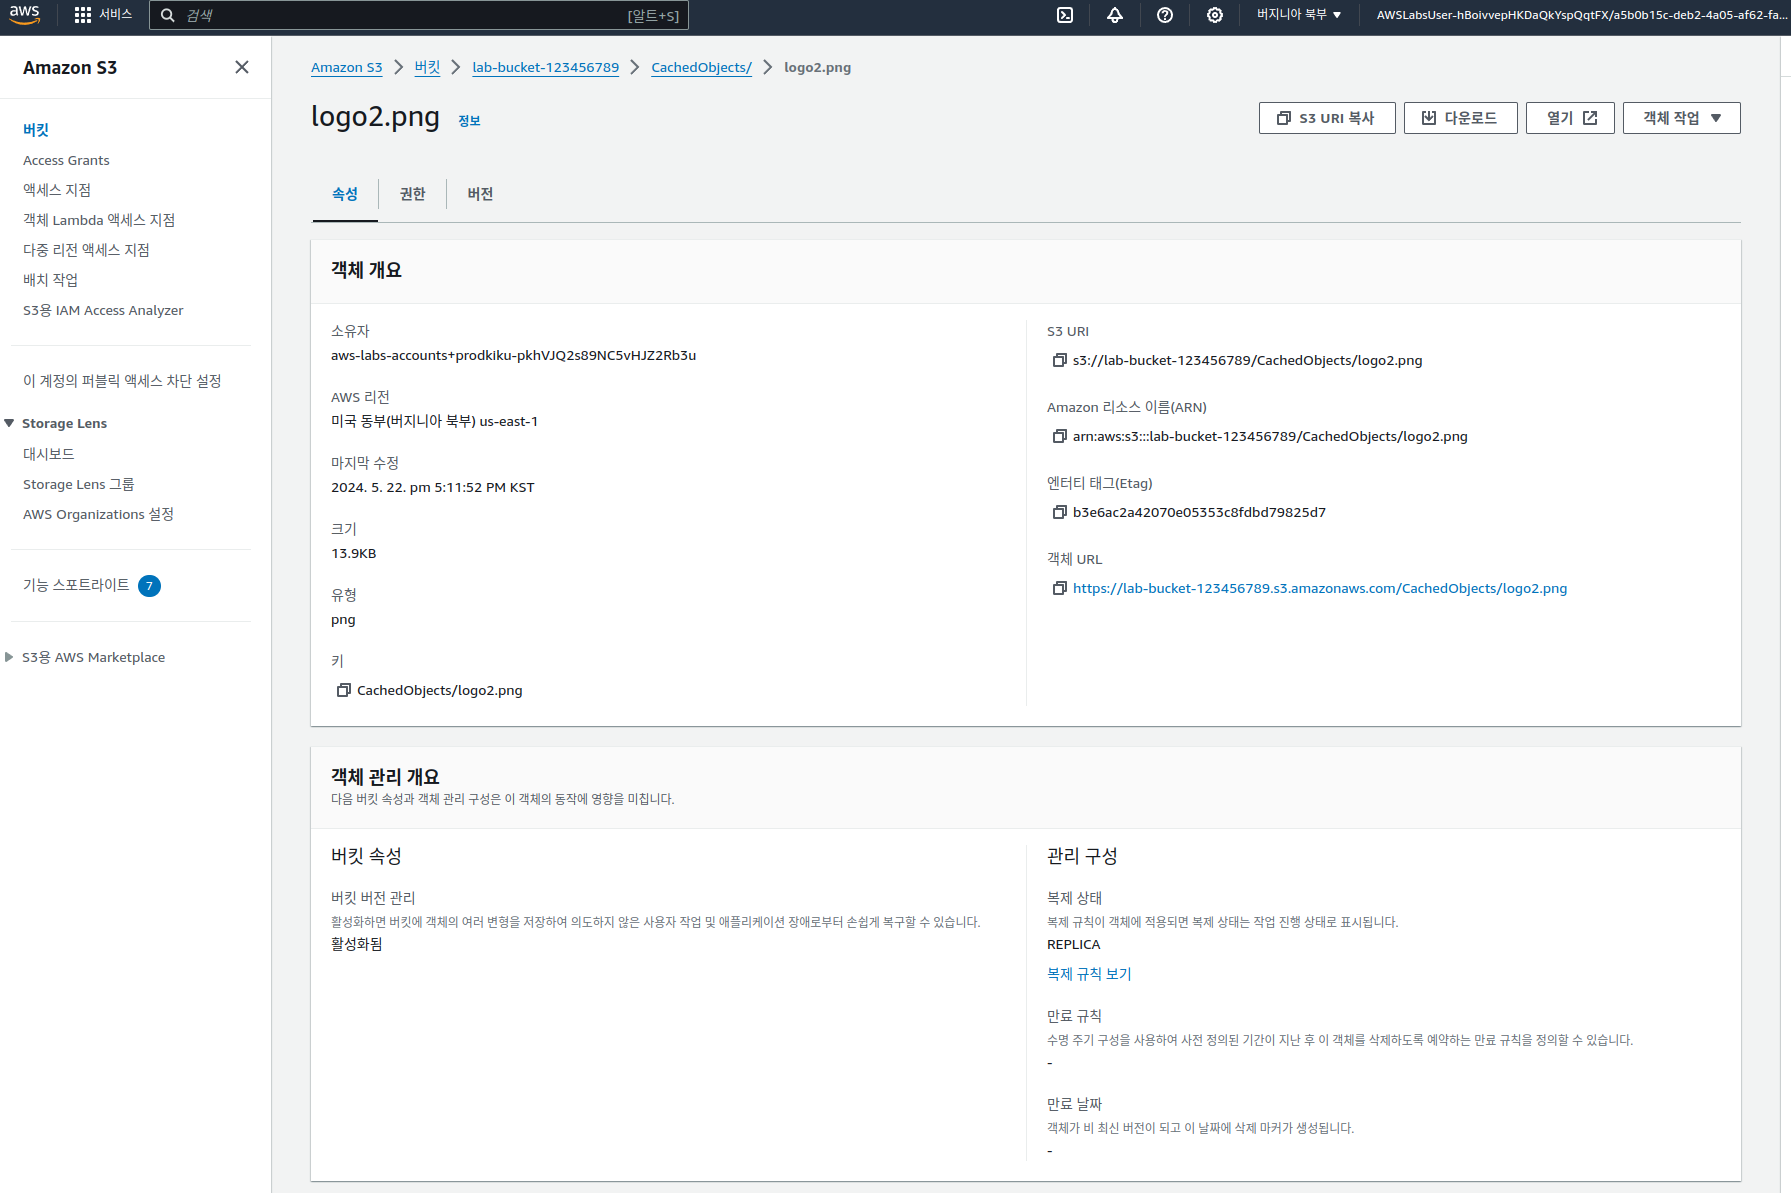 aws
서비스
검색
[알트+S]
버지니아 북부
AWSLabsUser-hBoivvepHKDaQkYspQqtFX/a5b0b15c-deb2-4a05-af62-fa...
Amazon S3
버킷
Access Grants
액세스 지점
객체 Lambda 액세스 지점
다중 리전 액세스 지점
배치 작업
S3용 IAM Access Analyzer
이 계정의 퍼블릭 액세스 차단 설정
Storage Lens
대시보드
Storage Lens 그룹
AWS Organizations 설정
기능 스포트라이트 7
S3용 AWS Marketplace
Amazon S3 > 버킷 > lab-bucket-123456789 > CachedObjects/ > logo2.png
logo2.png 정보
S3 URI 복사
다운로드
열기
객체 작업
속성
권한
버전
객체 개요
소유자
aws-labs-accounts+prodkiku-pkhVJQ2s89NC5vHJZ2Rb3u
AWS 리전
미국 동부(버지니아 북부) us-east-1
마지막 수정
2024. 5. 22. pm 5:11:52 PM KST
크기
13.9KB
유형
png
키
CachedObjects/logo2.png
S3 URI
s3://lab-bucket-123456789/CachedObjects/logo2.png
Amazon 리소스 이름(ARN)
arn:aws:s3:::lab-bucket-123456789/CachedObjects/logo2.png
엔터티 태그(Etag)
b3e6ac2a42070e05353c8fdbd79825d7
객체 URL
https://lab-bucket-123456789.s3.amazonaws.com/CachedObjects/logo2.png
객체 관리 개요
다음 버킷 속성과 객체 관리 구성은 이 객체의 동작에 영향을 미칩니다.
버킷 속성
버킷 버전 관리
활성화하면 버킷에 객체의 여러 변형을 저장하여 의도하지 않은 사용자 작업 및 애플리케이션 장애로부터 손쉽게 복구할 수 있습니다.
활성화됨
관리 구성
복제 상태
복제 규칙이 객체에 적용되면 복제 상태는 작업 진행 상태로 표시됩니다.
REPLICA
복제 규칙 보기
만료 규칙
수명 주기 구성을 사용하여 사전 정의된 기간이 지난 후 이 객체를 삭제하도록 예약하는 만료 규칙을 정의할 수 있습니다.
-
만료 날짜
객체가 비 최신 버전이 되고 이 날짜에 삭제 마커가 생성됩니다.
-